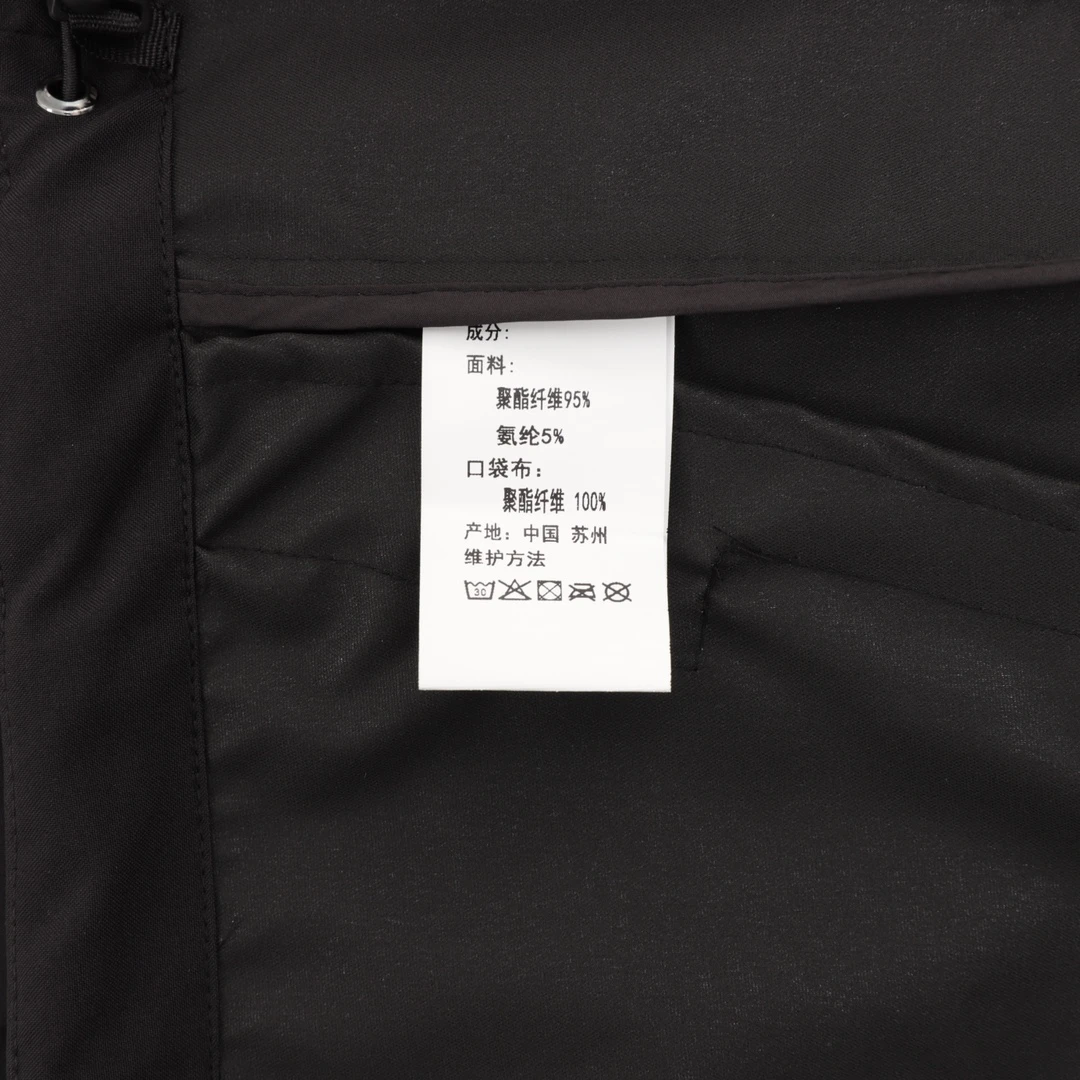 成分:
面料:
聚酯纤维95%
氨纶5%
口袋布:
聚酯纤维 100%
产地: 中国 苏州
维护方法
30